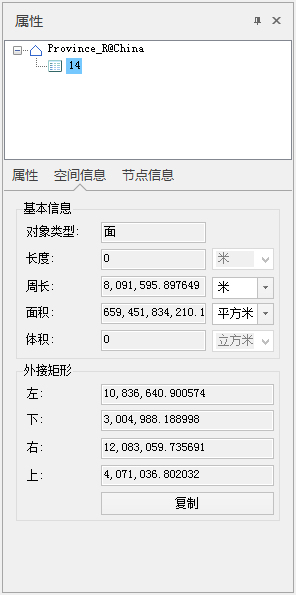 属性
Province_R@China
14
属性 空间信息 节点信息
基本信息
对象类型: 面
长度: 0 米
周长: 8,091,595.897649 米
面积: 659,451,834,210.1 平方米
体积: 0 立方米
外接矩形
左: 10,836,640.900574
下: 3,004,988.188998
右: 12,083,059.735691
上: 4,071,036.802032
复制